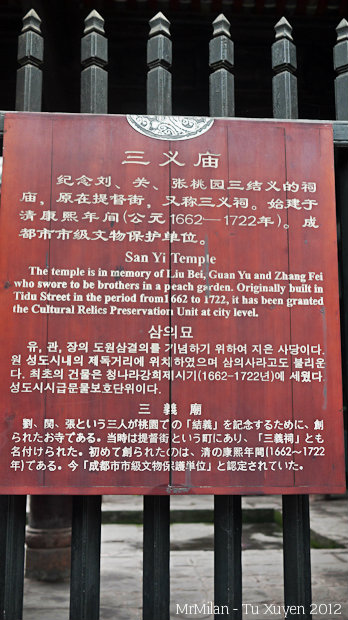 三义庙
纪念刘、关、张桃园三结义的祠
庙，原在提督街，又称三义祠。始建于
清康熙年间(公元1662—1722年)。成
都市市级文物保护单位。
San Yi Temple
The temple is in memory of Liu Bei, Guan Yu and Zhang Fei
who swore to be brothers in a peach garden. Originally built in
Tidu Street in the period from1662 to 1722, it has been granted
the Cultural Relics Preservation Unit at city level.
삼의묘
유, 관, 장의 도원삼결의를 기념하기 위하여 지은 사당이다.
원 성도시내의 제독거리에 위치하였으며 삼의사라고도 불리운
다. 최초의 건물은 청나라강희제시기(1662-1722년)에 세웠다.
성도시시급문물보호단위이다.
三義廟
劉、関、張という三人が桃園での「結義」を記念するために、創
られたお寺である。当時は提督街という町にあり、「三義祠」とも
名付けられた。初めて創られたのは、清の康熙年間(1662～1722
年)である。今「成都市市級文物保護単位」と認定されていた。
MrMilan - Tu Xuyen 2012